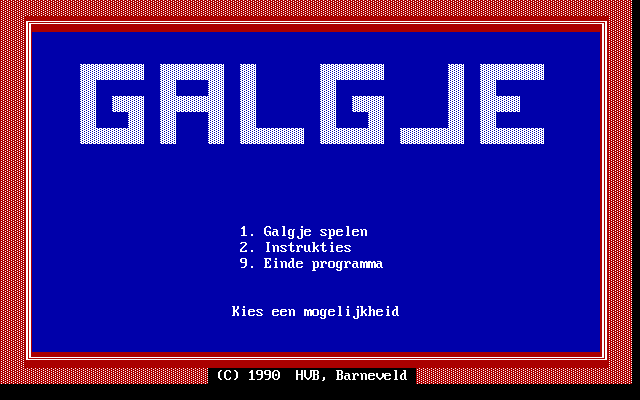 GALGJE
1. Galgje spelen
2. Instrukties
9. Einde programma
Kies een mogelijkheid
(C) 1990  HVB, Barneveld